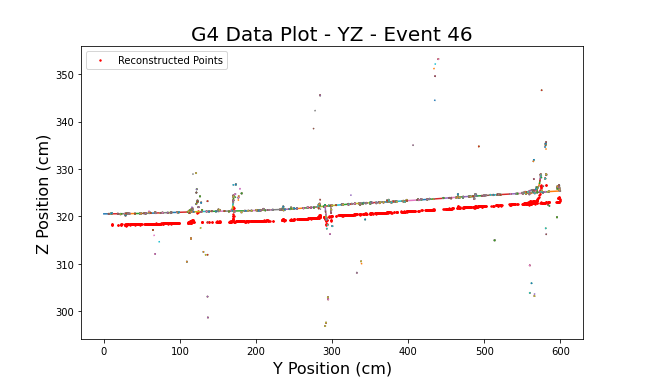 G4 Data Plot - YZ - Event 46
Reconstructed Points
Z Position (cm)
350
340
330
320
310
300
0 100 200 300 400 500 600
Y Position (cm)